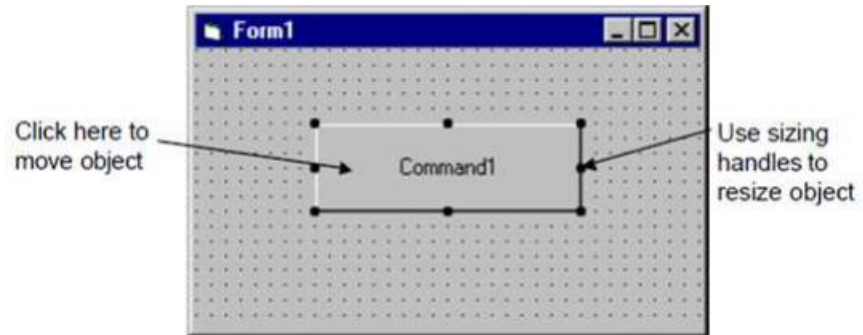 Form1
Click here to
move object
Command1
Use sizing
handles to
resize object